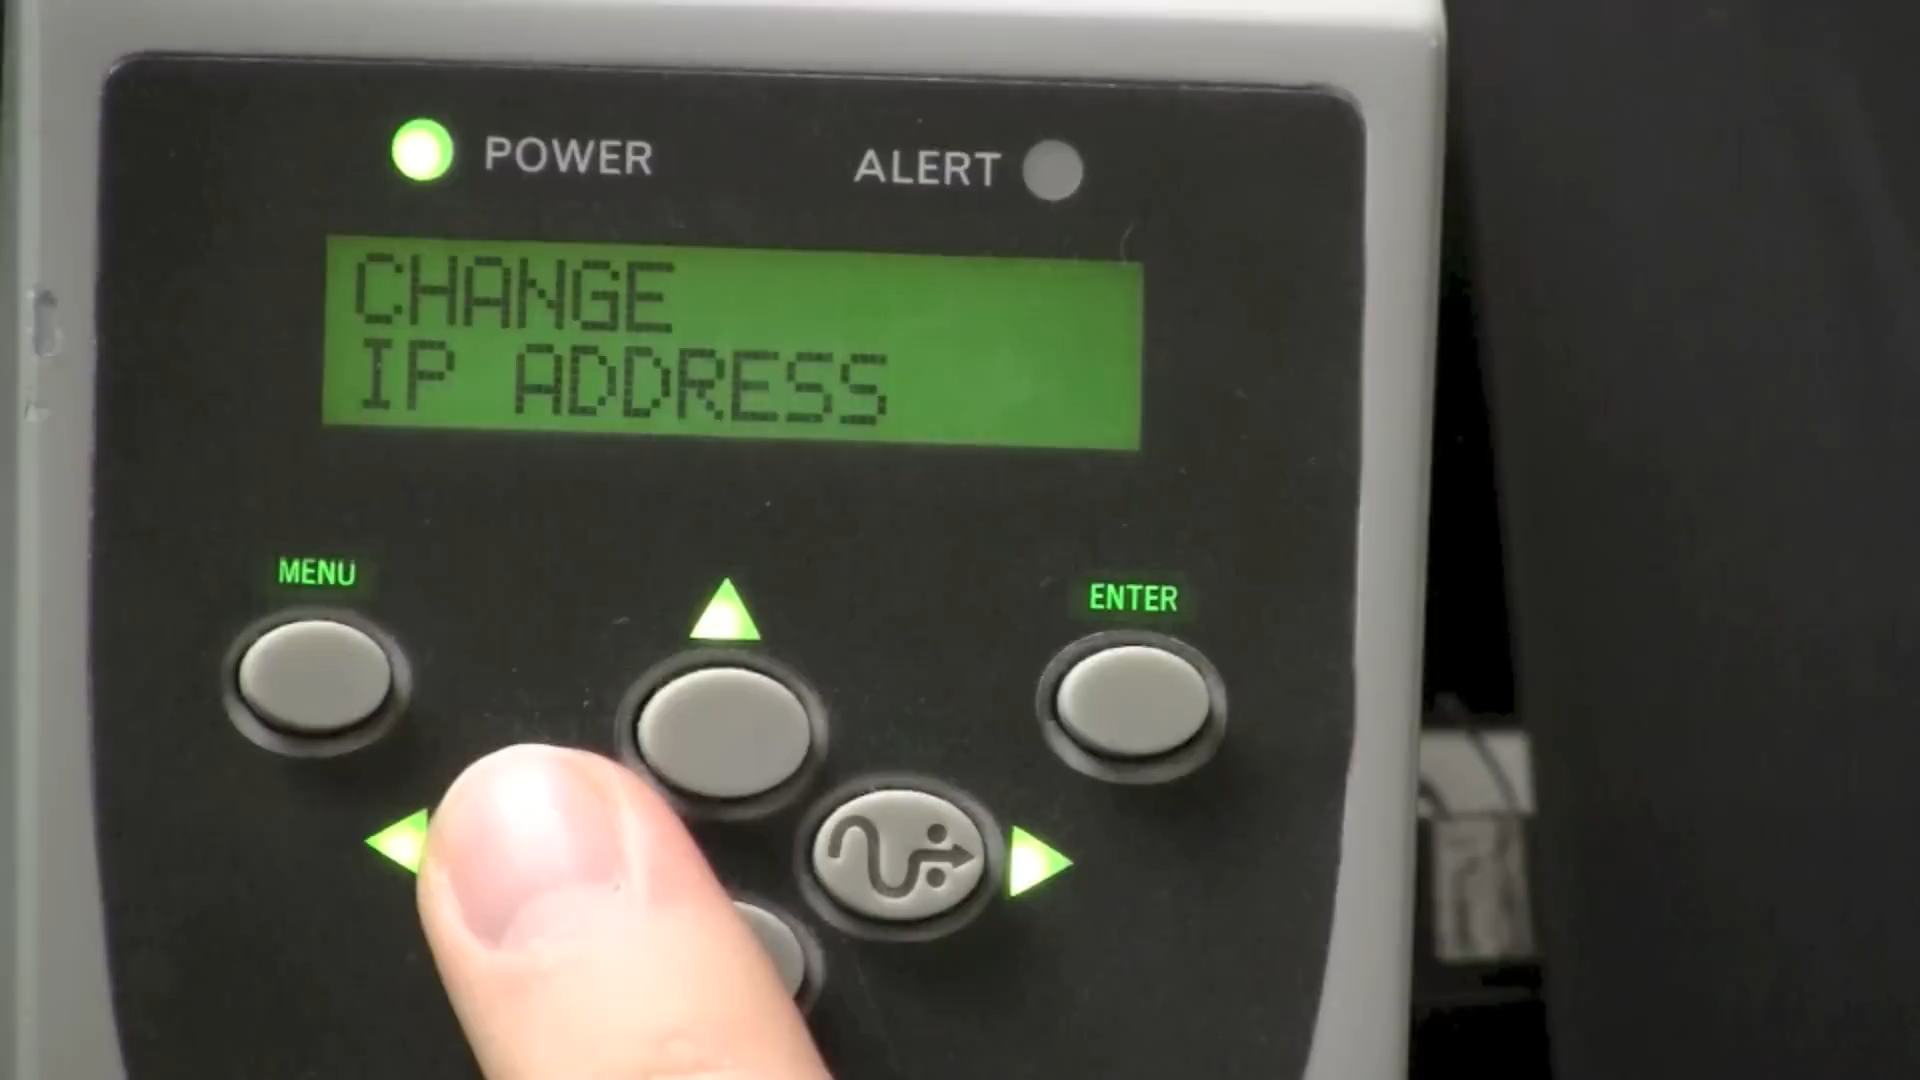 POWER ALERT
CHANGE
IP ADDRESS
MENU
ENTER